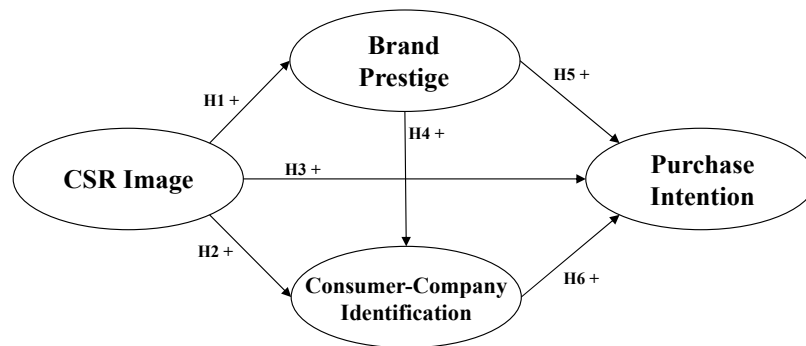 Brand
Prestige
H1 +
H5 +
H4 +
CSR Image
H3 +
Purchase
Intention
H2 +
Consumer-Company
Identification
H6 +